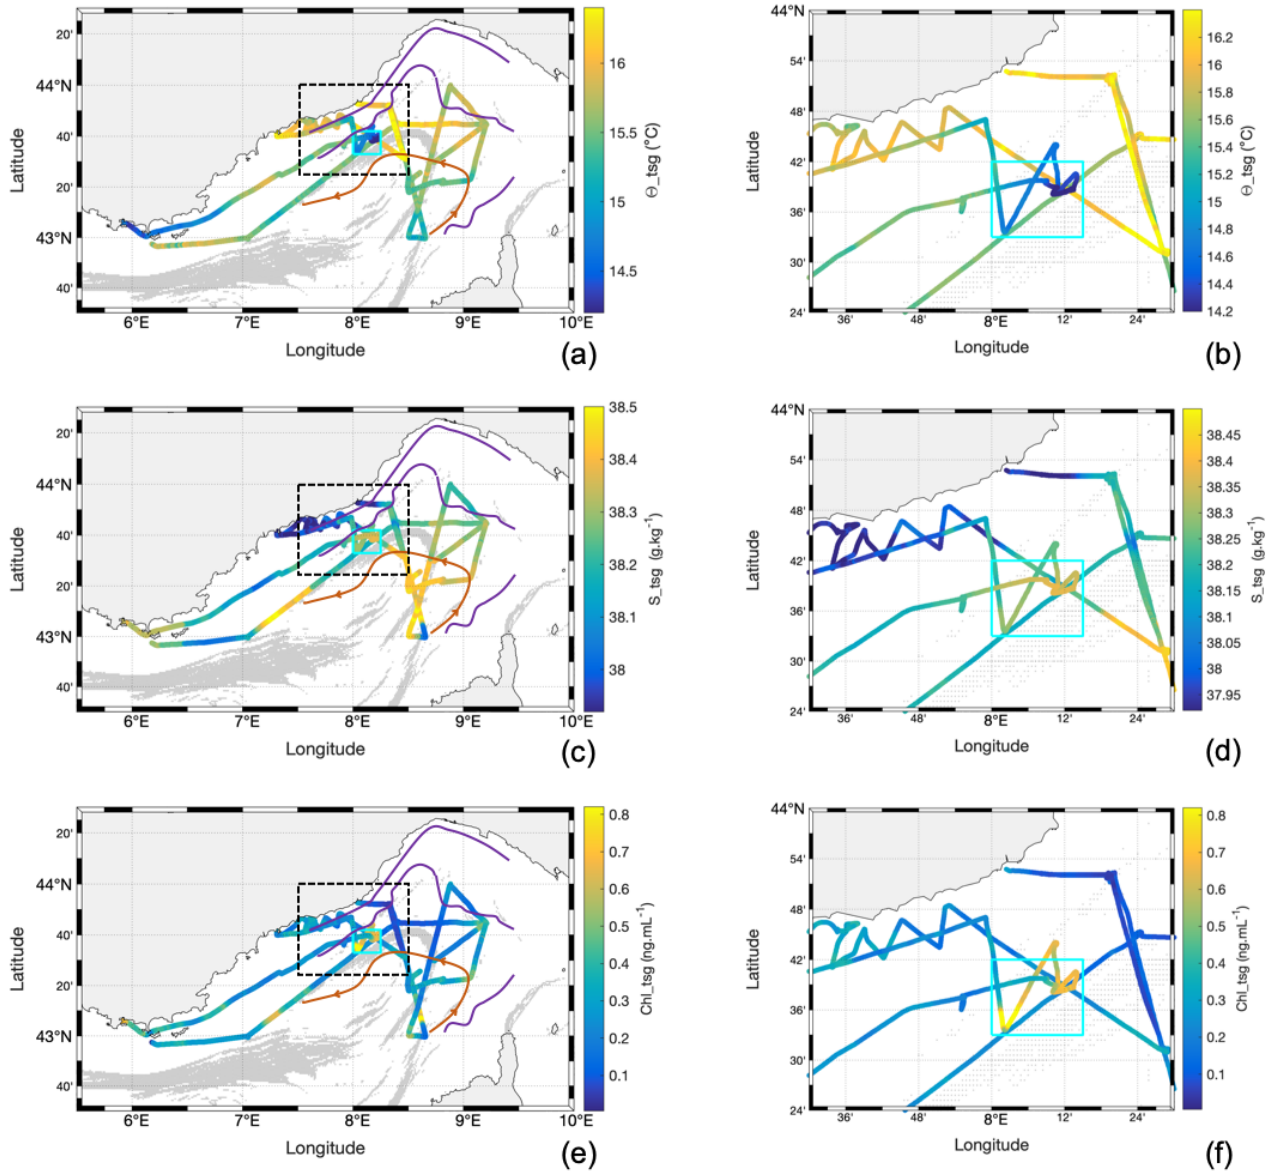 20'
44°N
40'
20'
43°N
40'
Latitude
6°E
7°E
8°E
9°E
10°E
Longitude
16
15.5
15
14.5
Θ_tsg (°C)
(a)
44°N
54'
48'
42'
36'
30'
24'
Latitude
36'
48'
8°E
12'
24'
Longitude
16.2
16
15.8
15.6
15.4
15.2
15
14.8
14.6
14.4
14.2
Θ_tsg (°C)
(b)
20'
44°N
40'
20'
43°N
40'
Latitude
6°E
7°E
8°E
9°E
10°E
Longitude
38.5
38.4
38.3
38.2
38.1
38
S_tsg (g.kg⁻¹)
(c)
44°N
54'
48'
42'
36'
30'
24'
Latitude
36'
48'
8°E
12'
24'
Longitude
38.45
38.4
38.35
38.3
38.25
38.2
38.15
38.1
38.05
38
37.95
S_tsg (g.kg⁻¹)
(d)
20'
44°N
40'
20'
43°N
40'
Latitude
6°E
7°E
8°E
9°E
10°E
Longitude
0.8
0.7
0.6
0.5
0.4
0.3
0.2
0.1
Chl_tsg (ng.mL⁻¹)
(e)
44°N
54'
48'
42'
36'
30'
24'
Latitude
36'
48'
8°E
12'
24'
Longitude
0.8
0.7
0.6
0.5
0.4
0.3
0.2
0.1
Chl_tsg (ng.mL⁻¹)
(f)